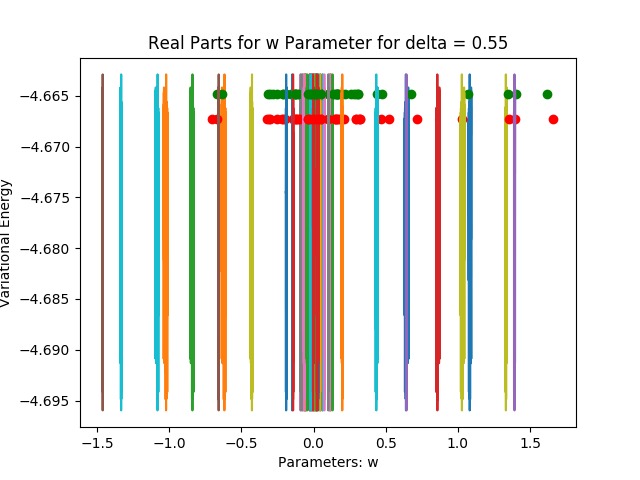 Real Parts for w Parameter for delta = 0.55
−4.665
−4.670
−4.675
−4.680
−4.685
−4.690
−4.695
Variational Energy
−1.5 −1.0 −0.5 0.0 0.5 1.0 1.5
Parameters: w